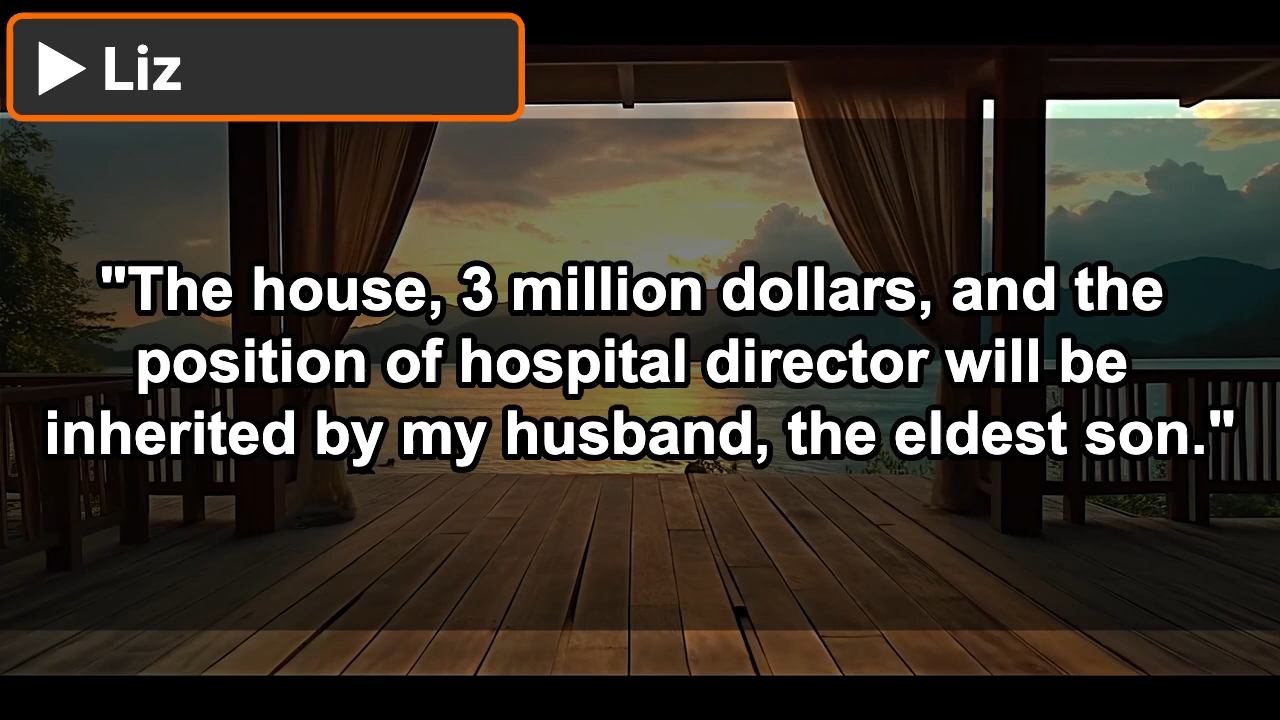 Liz
"The house, 3 million dollars, and the
position of hospital director will be
inherited by my husband, the eldest son."